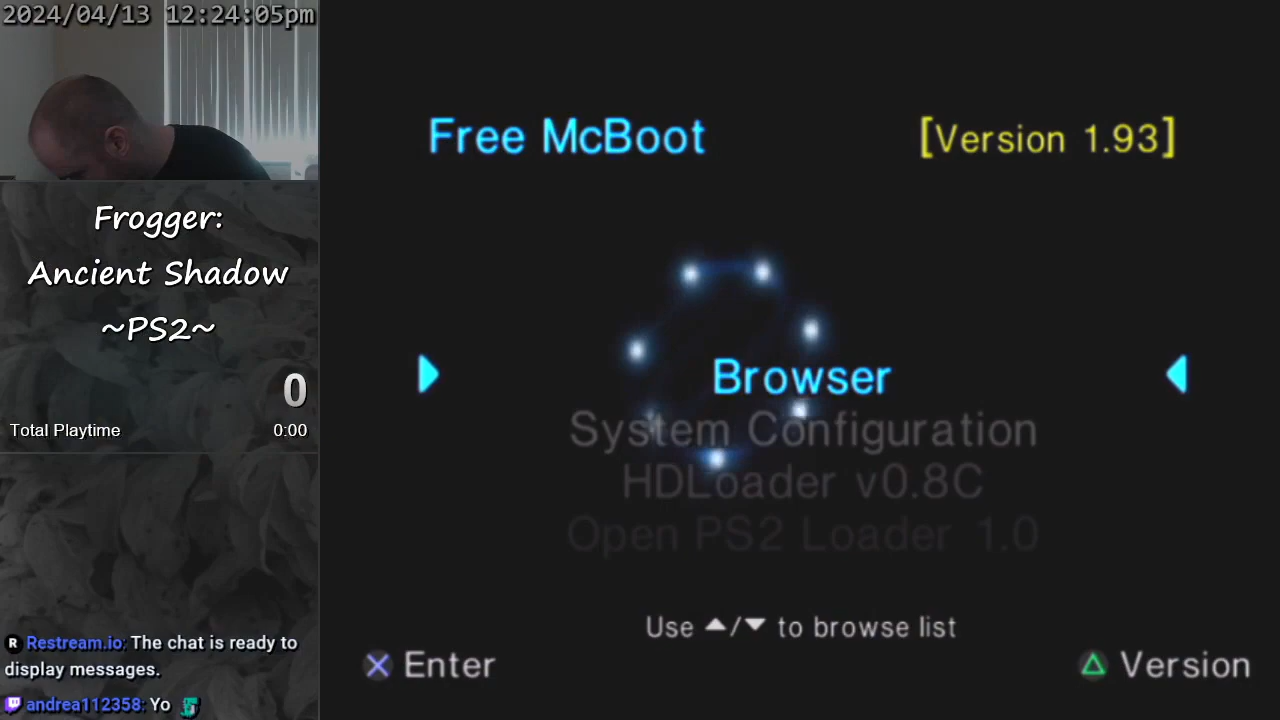 2024/04/13 12:24:05pm
Frogger:
Ancient Shadow
~PS2~
0
Total Playtime 0:00
R Restream.io: The chat is ready to
display messages.
andrea112358: Yo
Free McBoot [Version 1.93]
Browser
System Configuration
HDLoader v0.8C
Open PS2 Loader 1.0
Use ▲/▼ to browse list
Enter Version